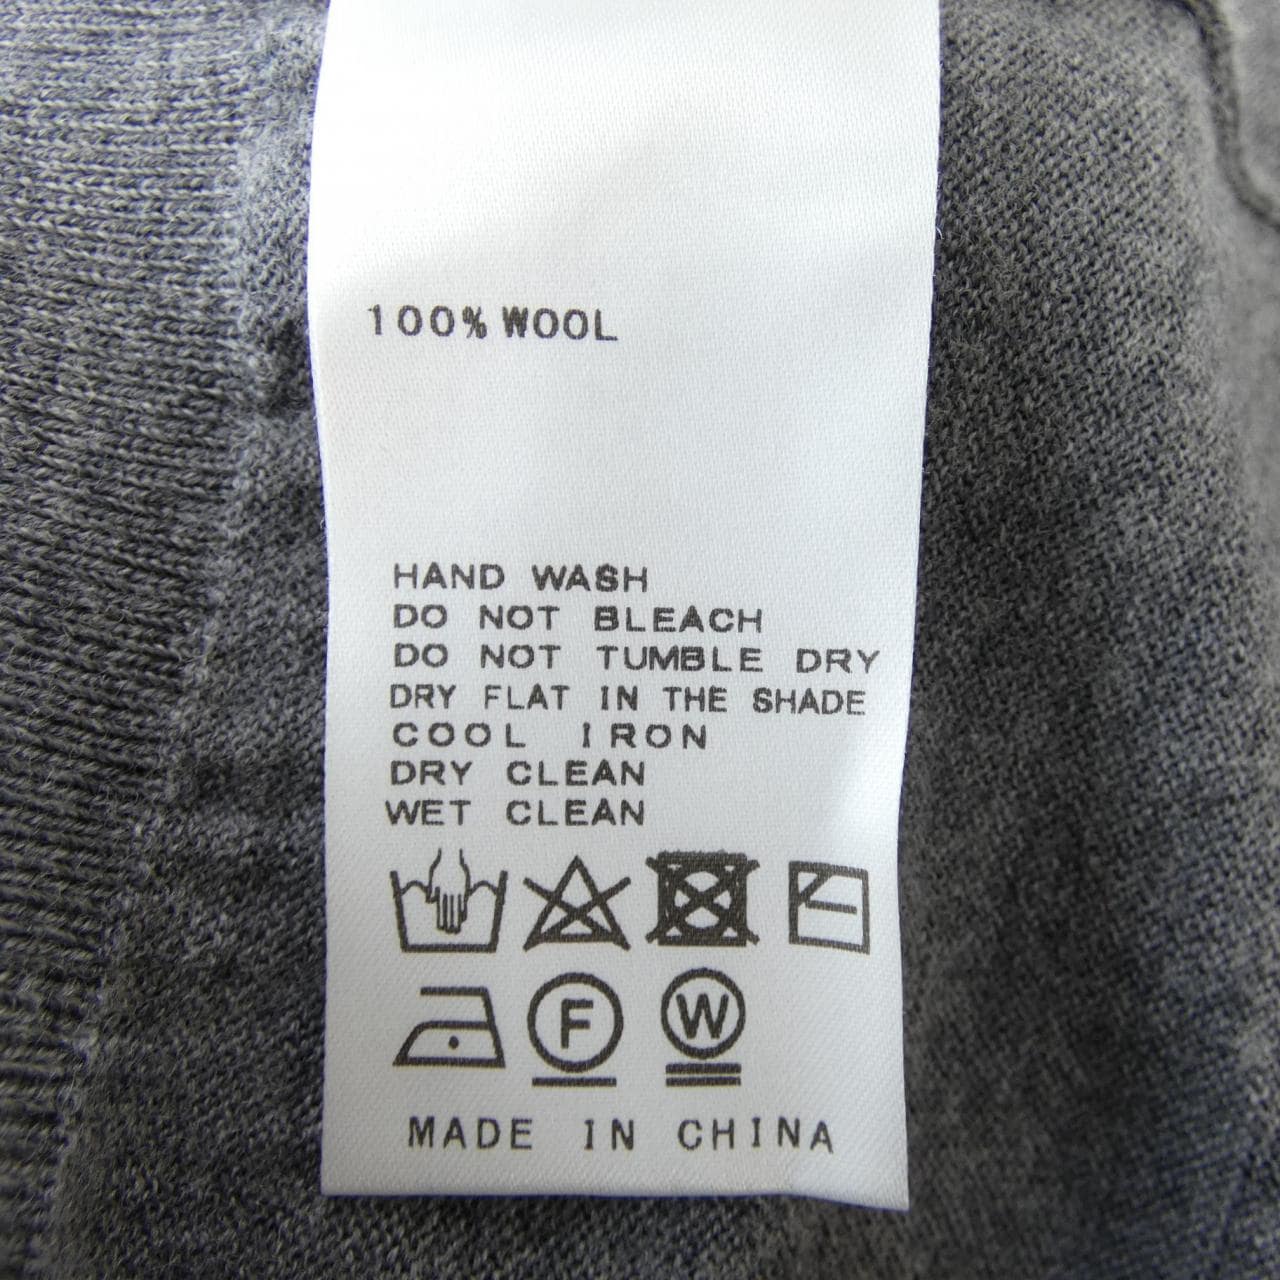 100% WOOL
HAND WASH
DO NOT BLEACH
DO NOT TUMBLE DRY
DRY FLAT IN THE SHADE
COOL IRON
DRY CLEAN
WET CLEAN
F W
MADE IN CHINA